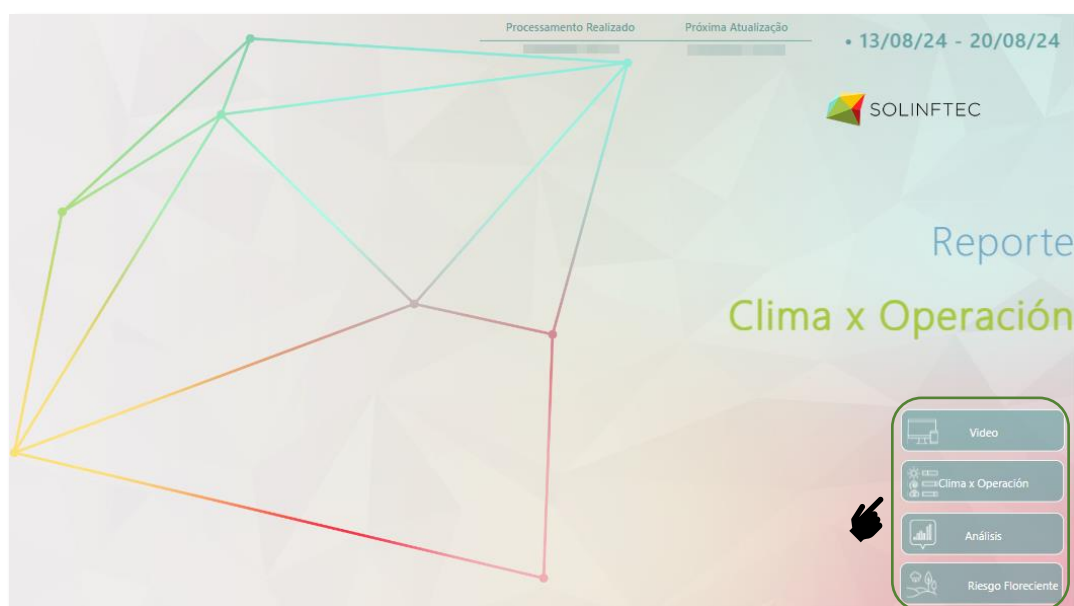 Processamento Realizado
Próxima Atualização
• 13/08/24 - 20/08/24
SOLINFTEC
Reporte
Clima x Operación
Video
Clima x Operación
Análisis
Riesgo Floreciente